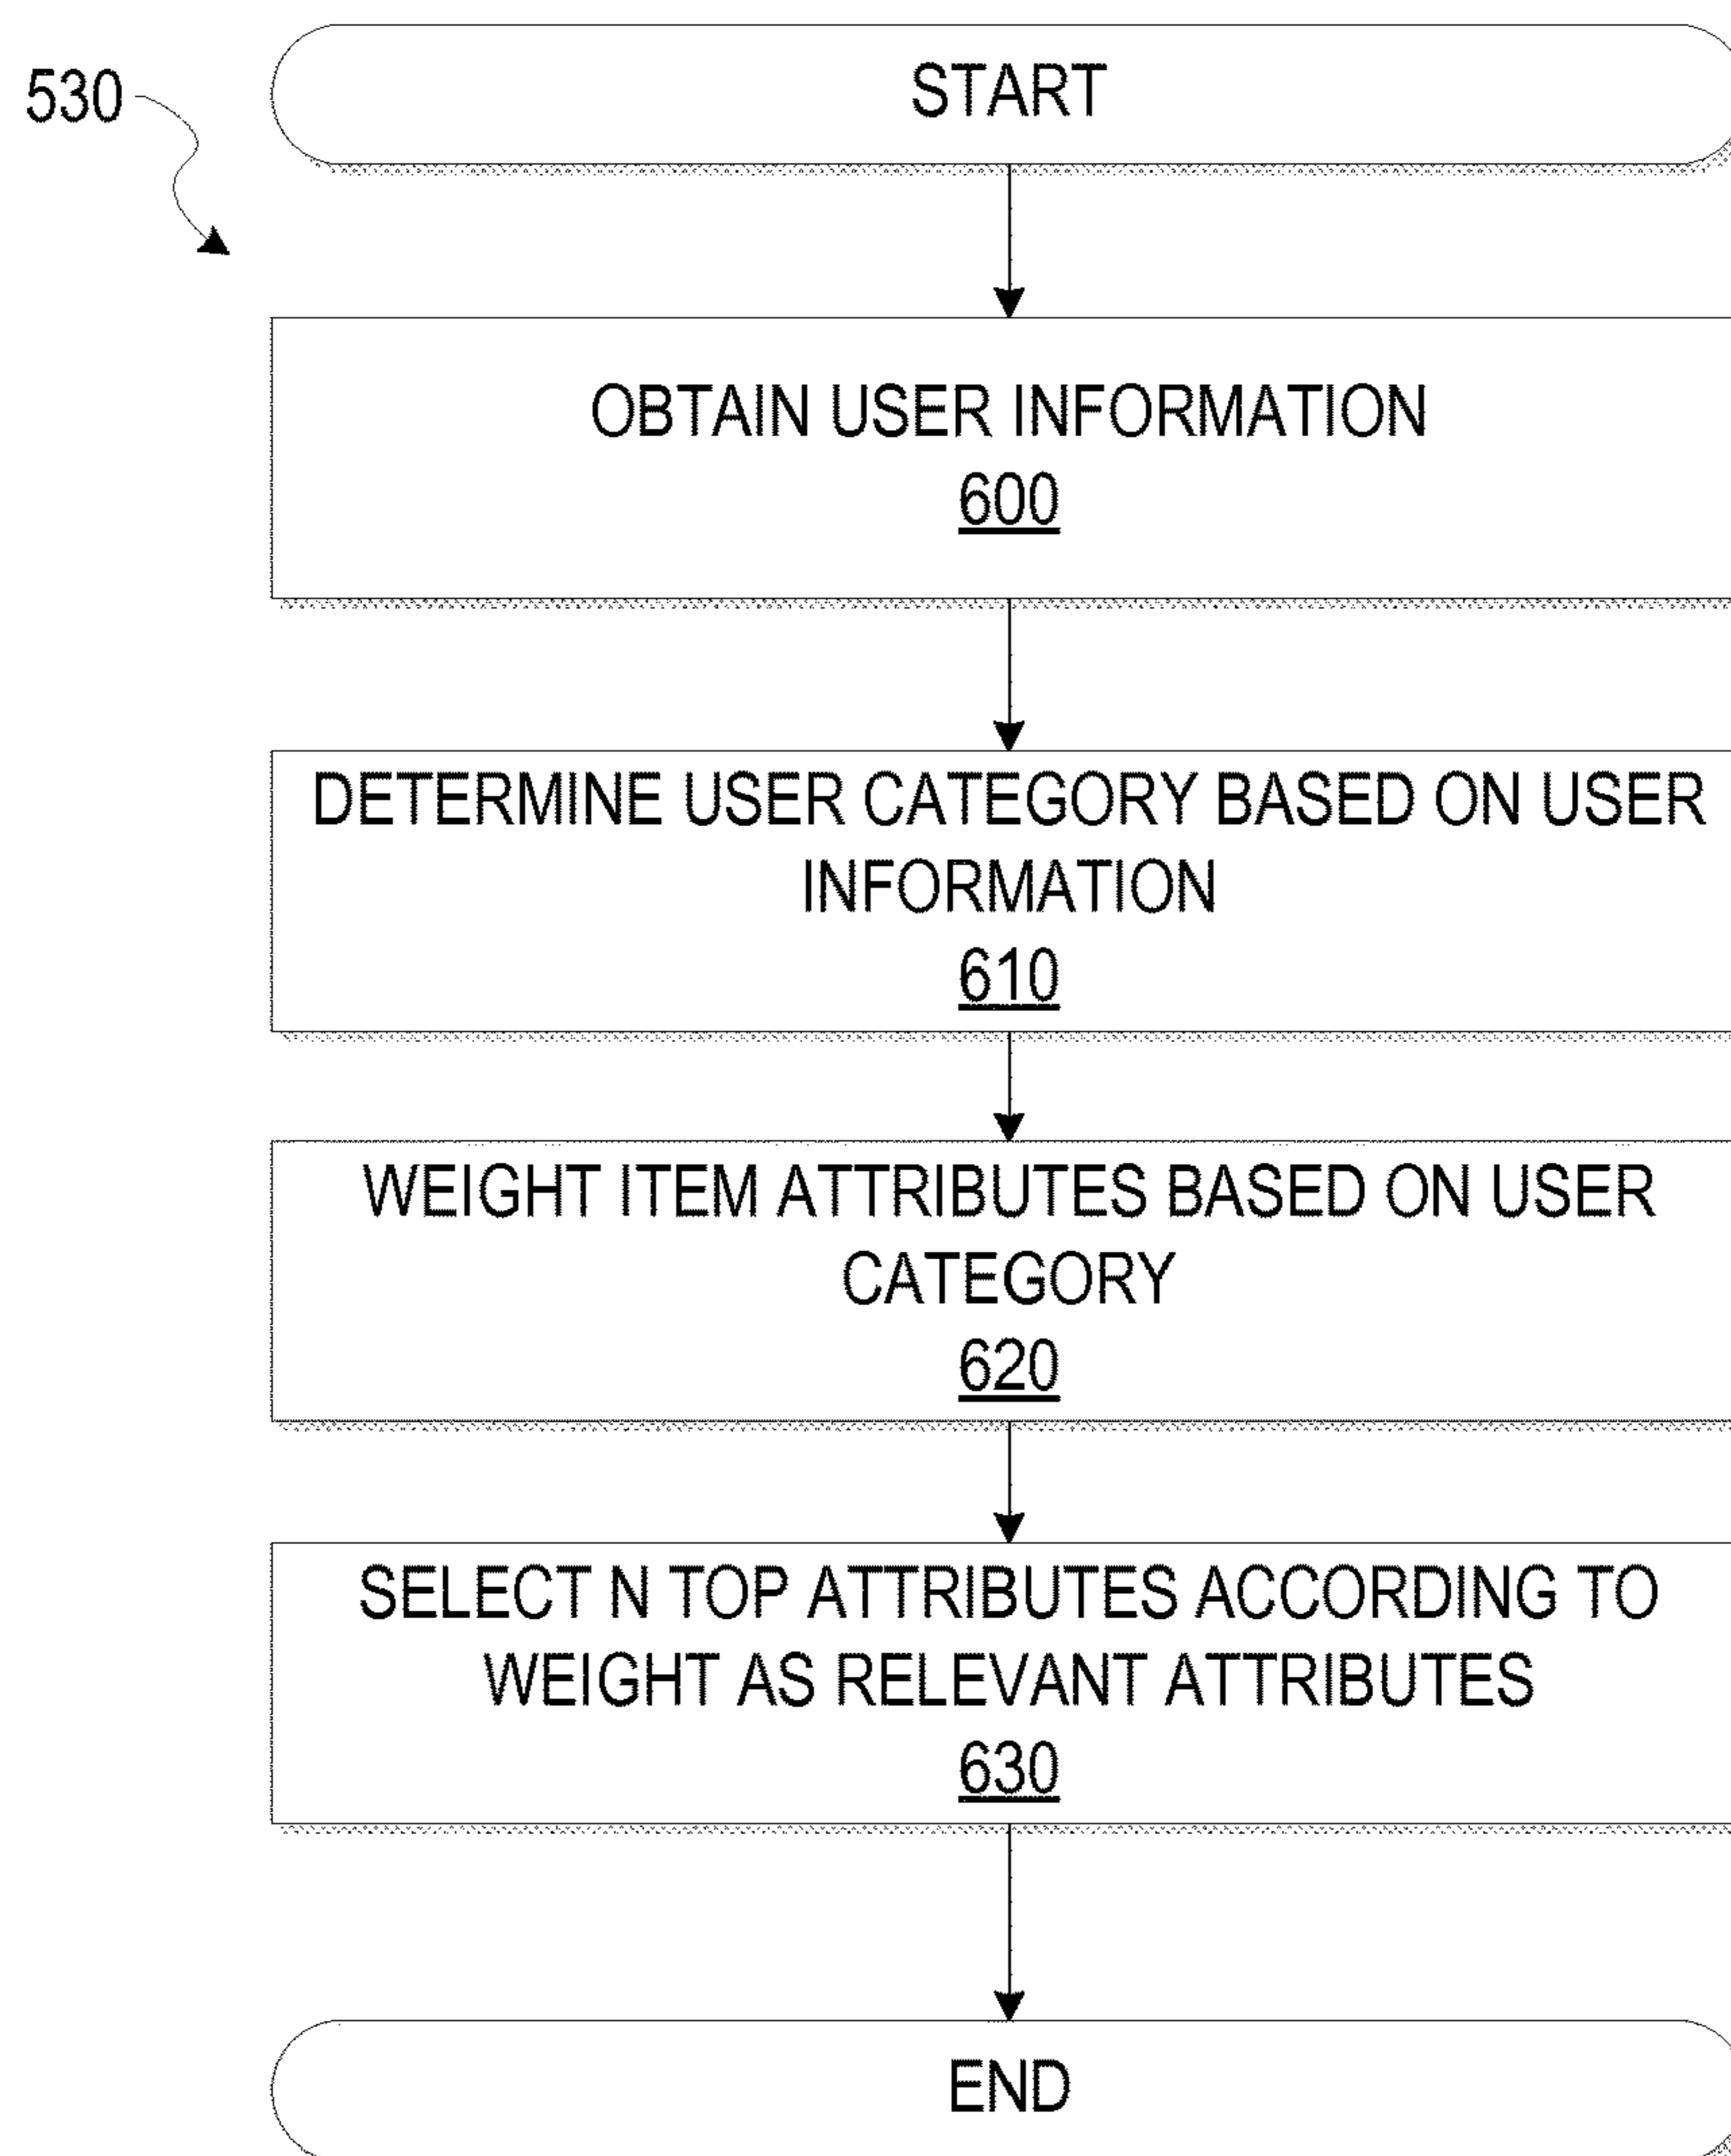 530
START
OBTAIN USER INFORMATION
600
DETERMINE USER CATEGORY BASED ON USER
INFORMATION
610
WEIGHT ITEM ATTRIBUTES BASED ON USER
CATEGORY
620
SELECT N TOP ATTRIBUTES ACCORDING TO
WEIGHT AS RELEVANT ATTRIBUTES
630
END